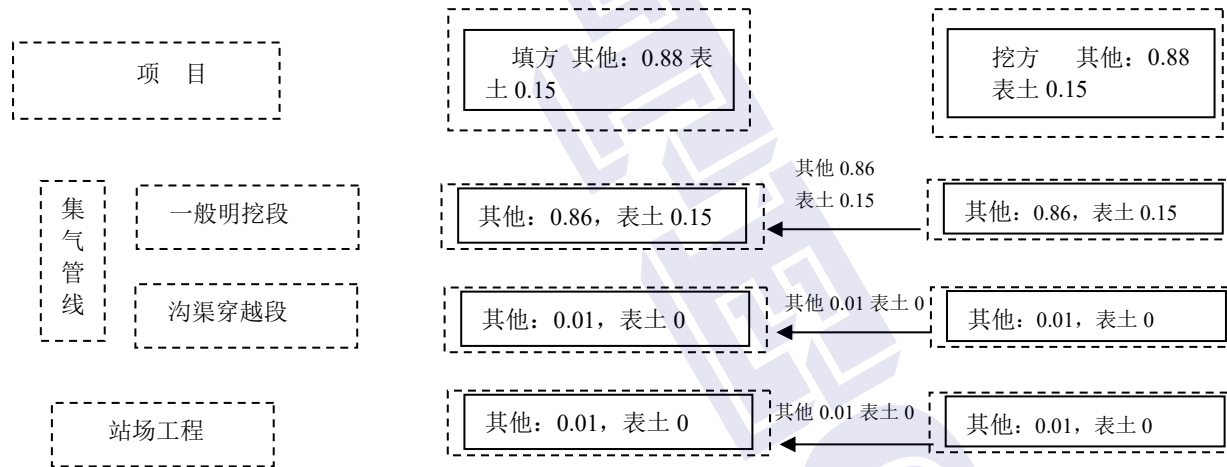 项 目
填方 其他：0.88 表
土 0.15
挖方 其他：0.88
表土 0.15
集气管线
一般明挖段
其他：0.86，表土 0.15
其他 0.86
表土 0.15
其他：0.86，表土 0.15
沟渠穿越段
其他：0.01，表土 0
其他 0.01 表土 0
其他：0.01，表土 0
站场工程
其他：0.01，表土 0
其他 0.01 表土 0
其他：0.01，表土 0